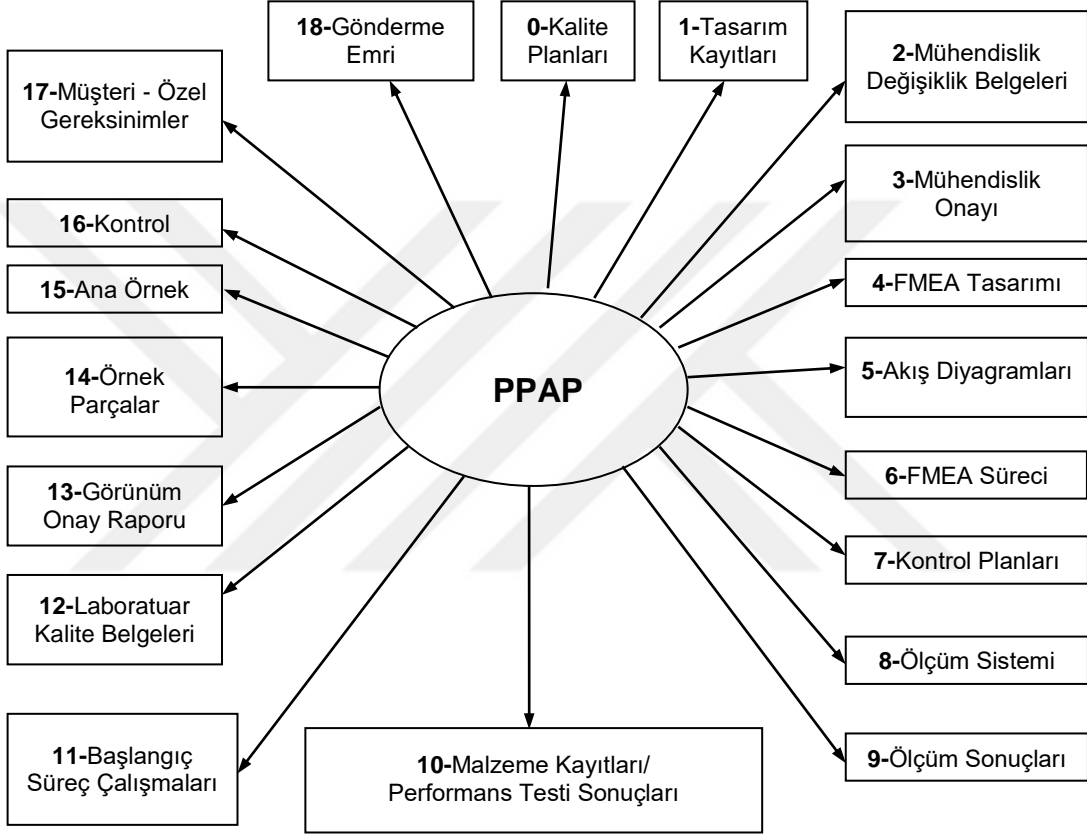 18-Gönderme
Emri
0-Kalite
Planları
1-Tasarım
Kayıtları
2-Mühendislik
Değişiklik Belgeleri
3-Mühendislik
Onayı
4-FMEA Tasarımı
5-Akış Diyagramları
6-FMEA Süreci
7-Kontrol Planları
8-Ölçüm Sistemi
9-Ölçüm Sonuçları
10-Malzeme Kayıtları/
Performans Testi Sonuçları
11-Başlangıç
Süreç Çalışmaları
12-Laboratuar
Kalite Belgeleri
13-Görünüm
Onay Raporu
14-Örnek
Parçalar
15-Ana Örnek
16-Kontrol
17-Müşteri - Özel
Gereksinimler
PPAP